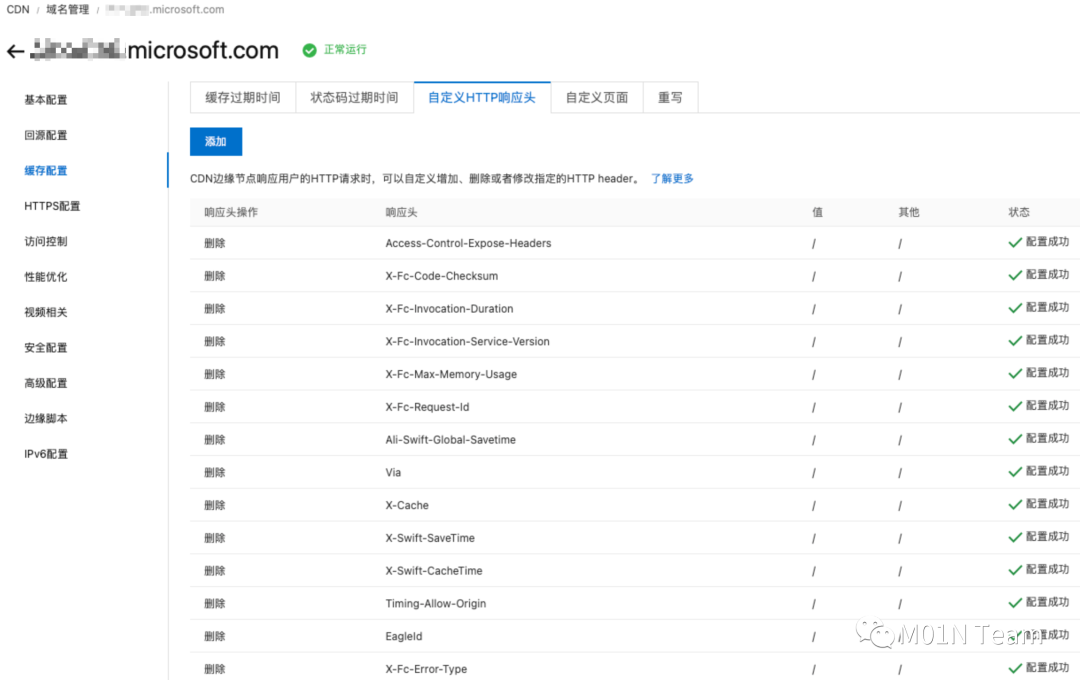 CDN / 域名管理 / .microsoft.com
← microsoft.com 正常运行
基本配置
回源配置
缓存配置
HTTPS配置
访问控制
性能优化
视频相关
安全配置
高级配置
边缘脚本
IPv6配置
缓存过期时间 状态码过期时间 自定义HTTP响应头 自定义页面 重写
添加
CDN边缘节点响应用户的HTTP请求时，可以自定义增加、删除或者修改指定的HTTP header。 了解更多
响应头操作 响应头 值 其他 状态
删除 Access-Control-Expose-Headers / / 配置成功
删除 X-Fc-Code-Checksum / / 配置成功
删除 X-Fc-Invocation-Duration / / 配置成功
删除 X-Fc-Invocation-Service-Version / / 配置成功
删除 X-Fc-Max-Memory-Usage / / 配置成功
删除 X-Fc-Request-Id / / 配置成功
删除 Ali-Swift-Global-Savetime / / 配置成功
删除 Via / / 配置成功
删除 X-Cache / / 配置成功
删除 X-Swift-SaveTime / / 配置成功
删除 X-Swift-CacheTime / / 配置成功
删除 Timing-Allow-Origin / / 配置成功
删除 EagleId / / 配置成功
M01N Team
删除 X-Fc-Error-Type / / 配置成功